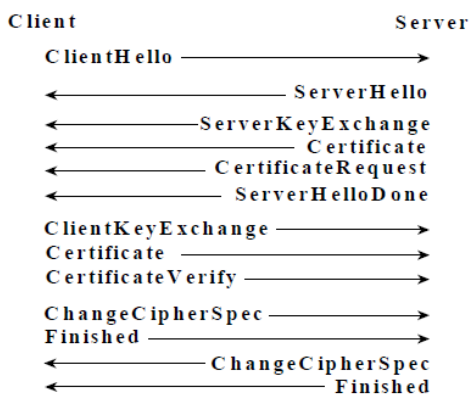 Client Server
ClientHello
ServerHello
ServerKeyExchange
Certificate
CertificateRequest
ServerHelloDone
ClientKeyExchange
Certificate
CertificateVerify
ChangeCipherSpec
Finished
ChangeCipherSpec
Finished